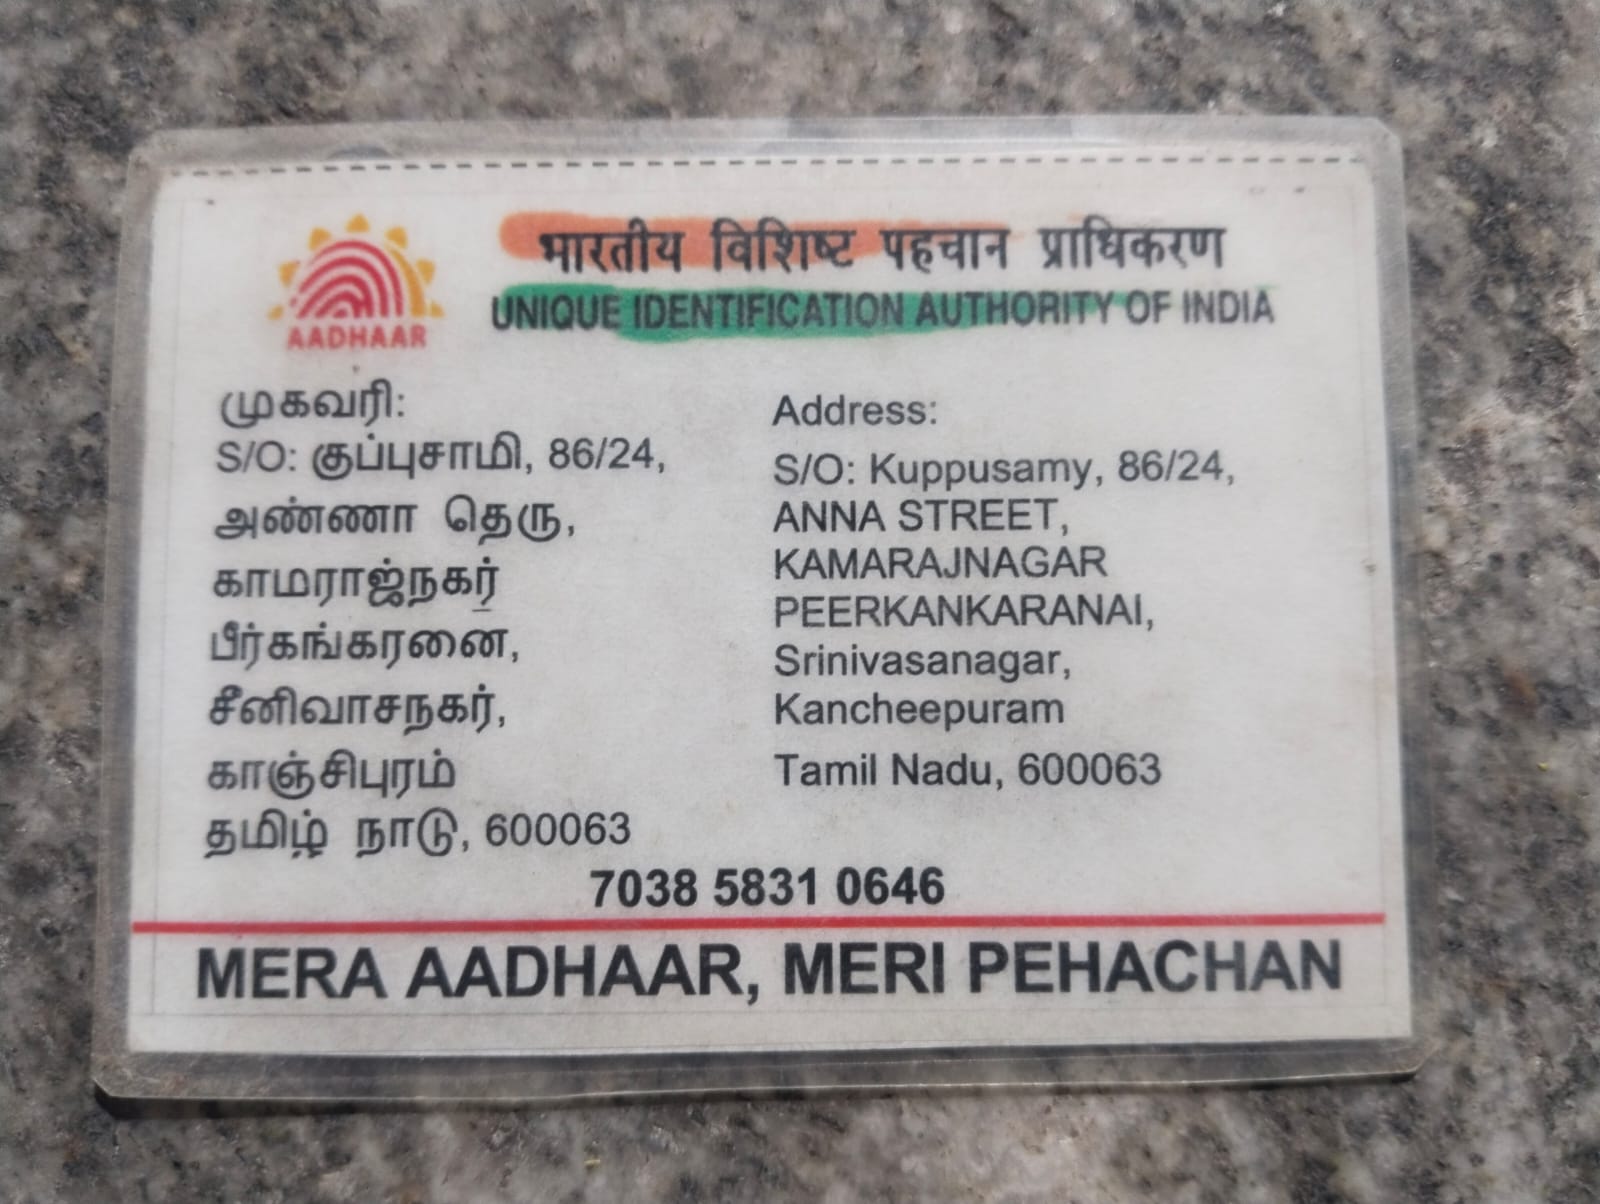 भारतीय विशिष्ट पहचान प्राधिकरण
UNIQUE IDENTIFICATION AUTHORITY OF INDIA
AADHAAR
முகவரி:
S/O: குப்புசாமி, 86/24,
அண்ணா தெரு,
காமராஜ்நகர்
பீர்கங்கரனை,
சீனிவாசநகர்,
காஞ்சிபுரம்
தமிழ் நாடு, 600063
Address:
S/O: Kuppusamy, 86/24,
ANNA STREET,
KAMARAJNAGAR
PEERKANKARANAI,
Srinivasanagar,
Kancheepuram
Tamil Nadu, 600063
7038 5831 0646
MERA AADHAAR, MERI PEHACHAN